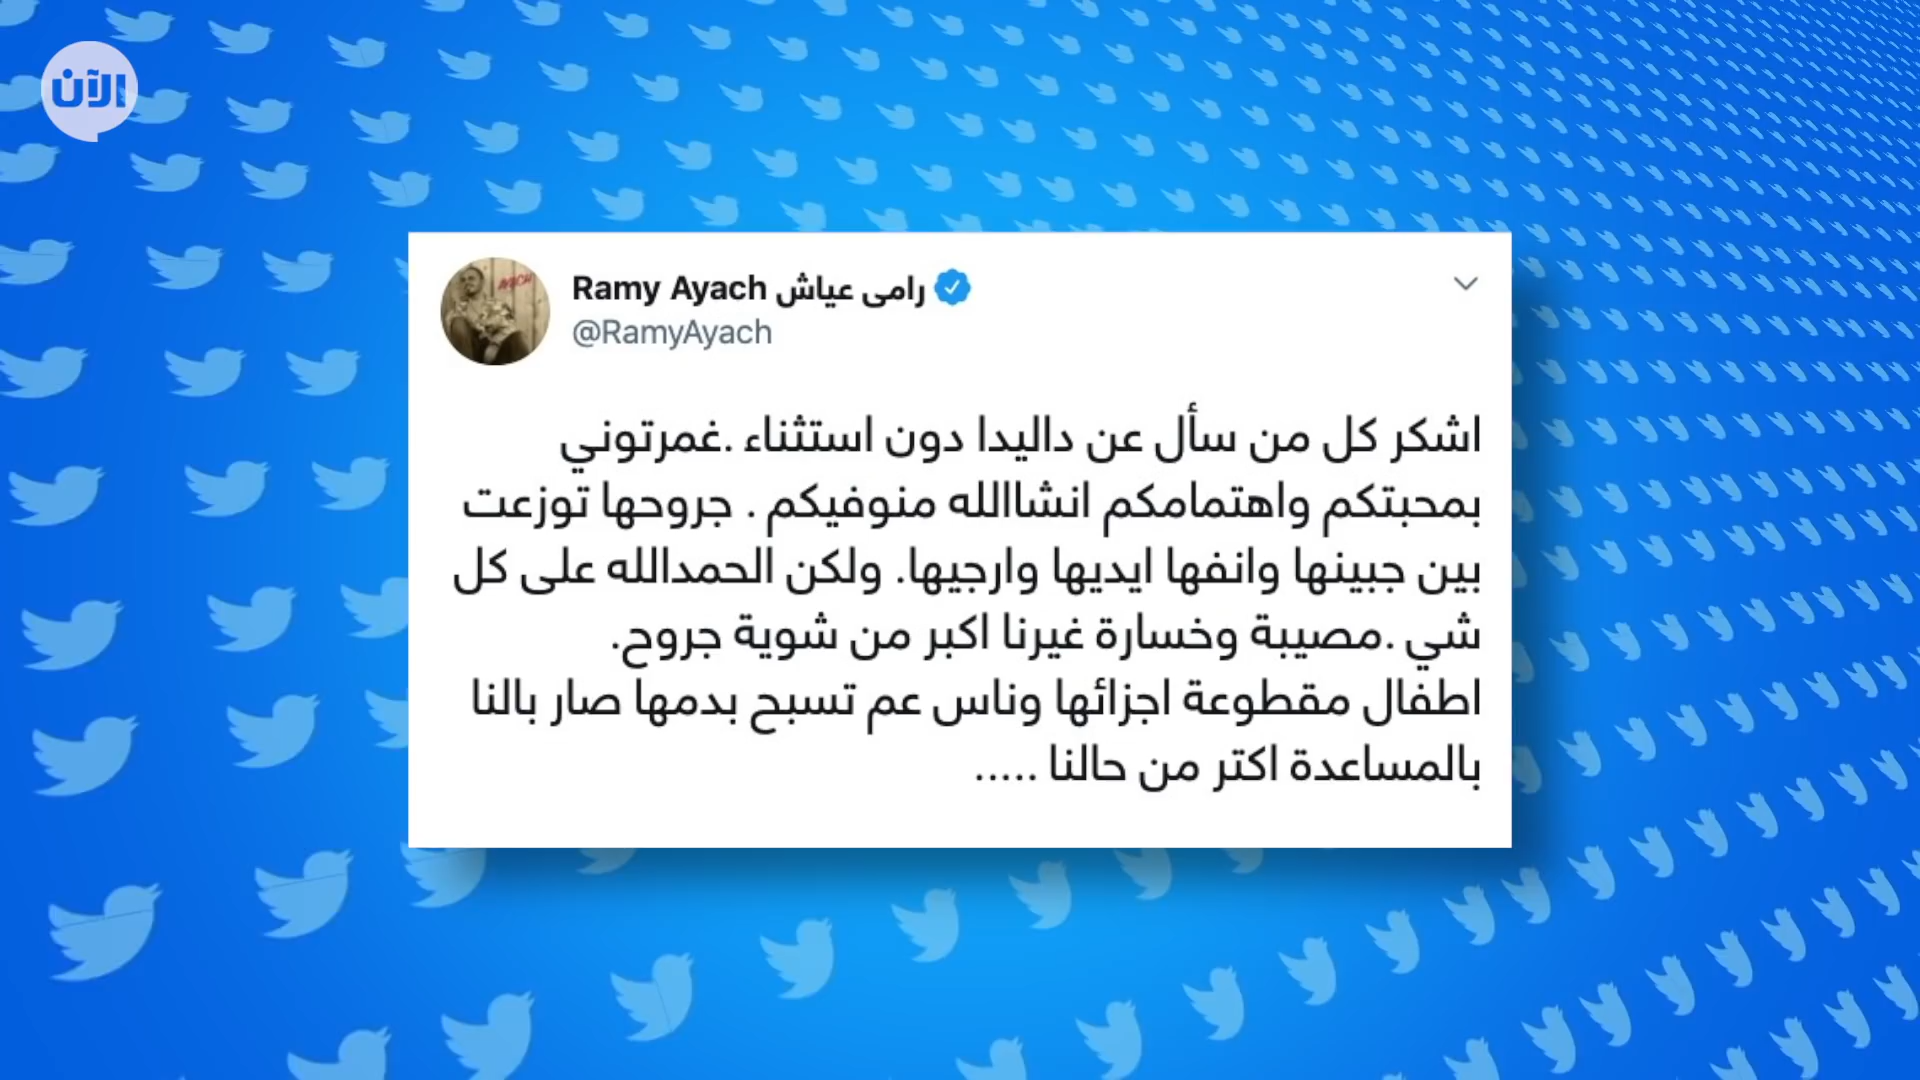 الآن
Ramy Ayach رامى عياش
@RamyAyach
اشكر كل من سأل عن داليدا دون استثناء .غمرتوني
بمحبتكم واهتمامكم انشاالله منوفيكم . جروحها توزعت
بين جبينها وانفها ايديها وارجيها. ولكن الحمدالله على كل
شي .مصيبة وخسارة غيرنا اكبر من شوية جروح.
اطفال مقطوعة اجزائها وناس عم تسبح بدمها صار بالنا
بالمساعدة اكتر من حالنا .....